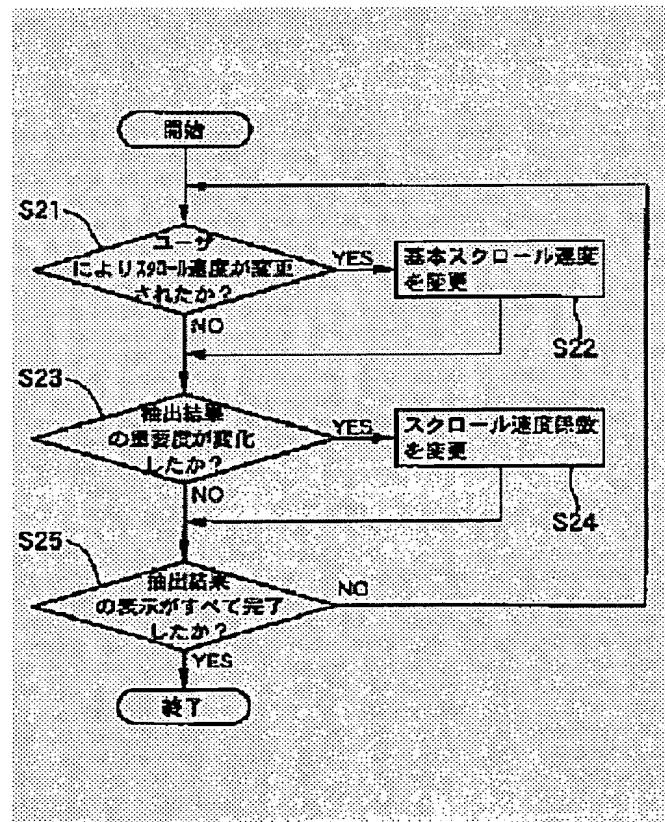 開始
S21
ユーザ
によりスクロール速度が変更
されたか?
YES
基本スクロール速度
を変更
S22
NO
S23
抽出結果
の重要度が変化
したか?
YES
スクロール速度係数
を変更
S24
NO
S25
抽出結果
の表示がすべて完了
したか?
NO
YES
終了